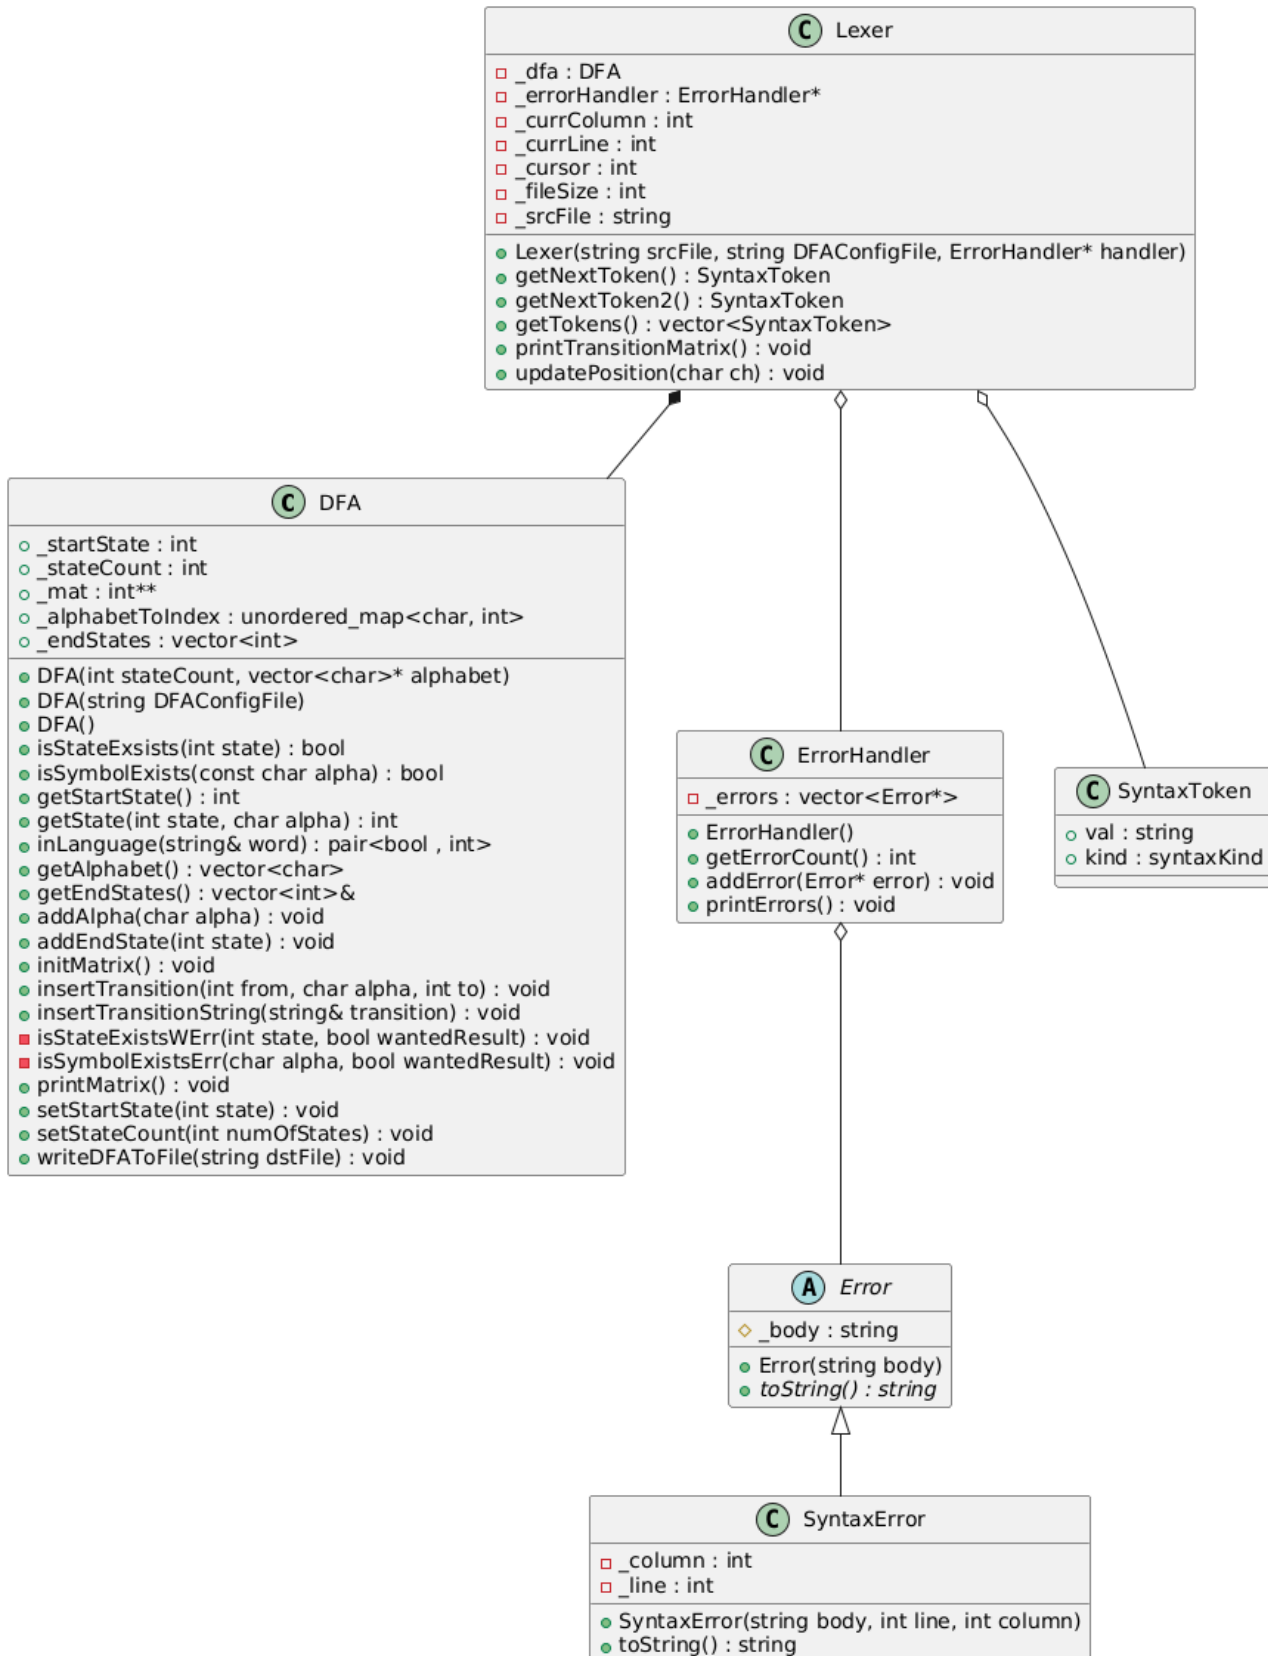 C Lexer
_dfa : DFA
_errorHandler : ErrorHandler*
_currColumn : int
_currLine : int
_cursor : int
_fileSize : int
_srcFile : string
Lexer(string srcFile, string DFAConfigFile, ErrorHandler* handler)
getNextToken() : SyntaxToken
getNextToken2() : SyntaxToken
getTokens() : vector<SyntaxToken>
printTransitionMatrix() : void
updatePosition(char ch) : void
C DFA
_startState : int
_stateCount : int
_mat : int**
_alphabetToIndex : unordered_map<char, int>
_endStates : vector<int>
DFA(int stateCount, vector<char>* alphabet)
DFA(string DFAConfigFile)
DFA()
isStateExsists(int state) : bool
isSymbolExists(const char alpha) : bool
getStartState() : int
getState(int state, char alpha) : int
inLanguage(string& word) : pair<bool , int>
getAlphabet() : vector<char>
getEndStates() : vector<int>&
addAlpha(char alpha) : void
addEndState(int state) : void
initMatrix() : void
insertTransition(int from, char alpha, int to) : void
insertTransitionString(string& transition) : void
isStateExistsWErr(int state, bool wantedResult) : void
isSymbolExistsErr(char alpha, bool wantedResult) : void
printMatrix() : void
setStartState(int state) : void
setStateCount(int numOfStates) : void
writeDFAToFile(string dstFile) : void
C ErrorHandler
_errors : vector<Error*>
ErrorHandler()
getErrorCount() : int
addError(Error* error) : void
printErrors() : void
C SyntaxToken
val : string
kind : syntaxKind
A Error
_body : string
Error(string body)
toString() : string
C SyntaxError
_column : int
_line : int
SyntaxError(string body, int line, int column)
toString() : string